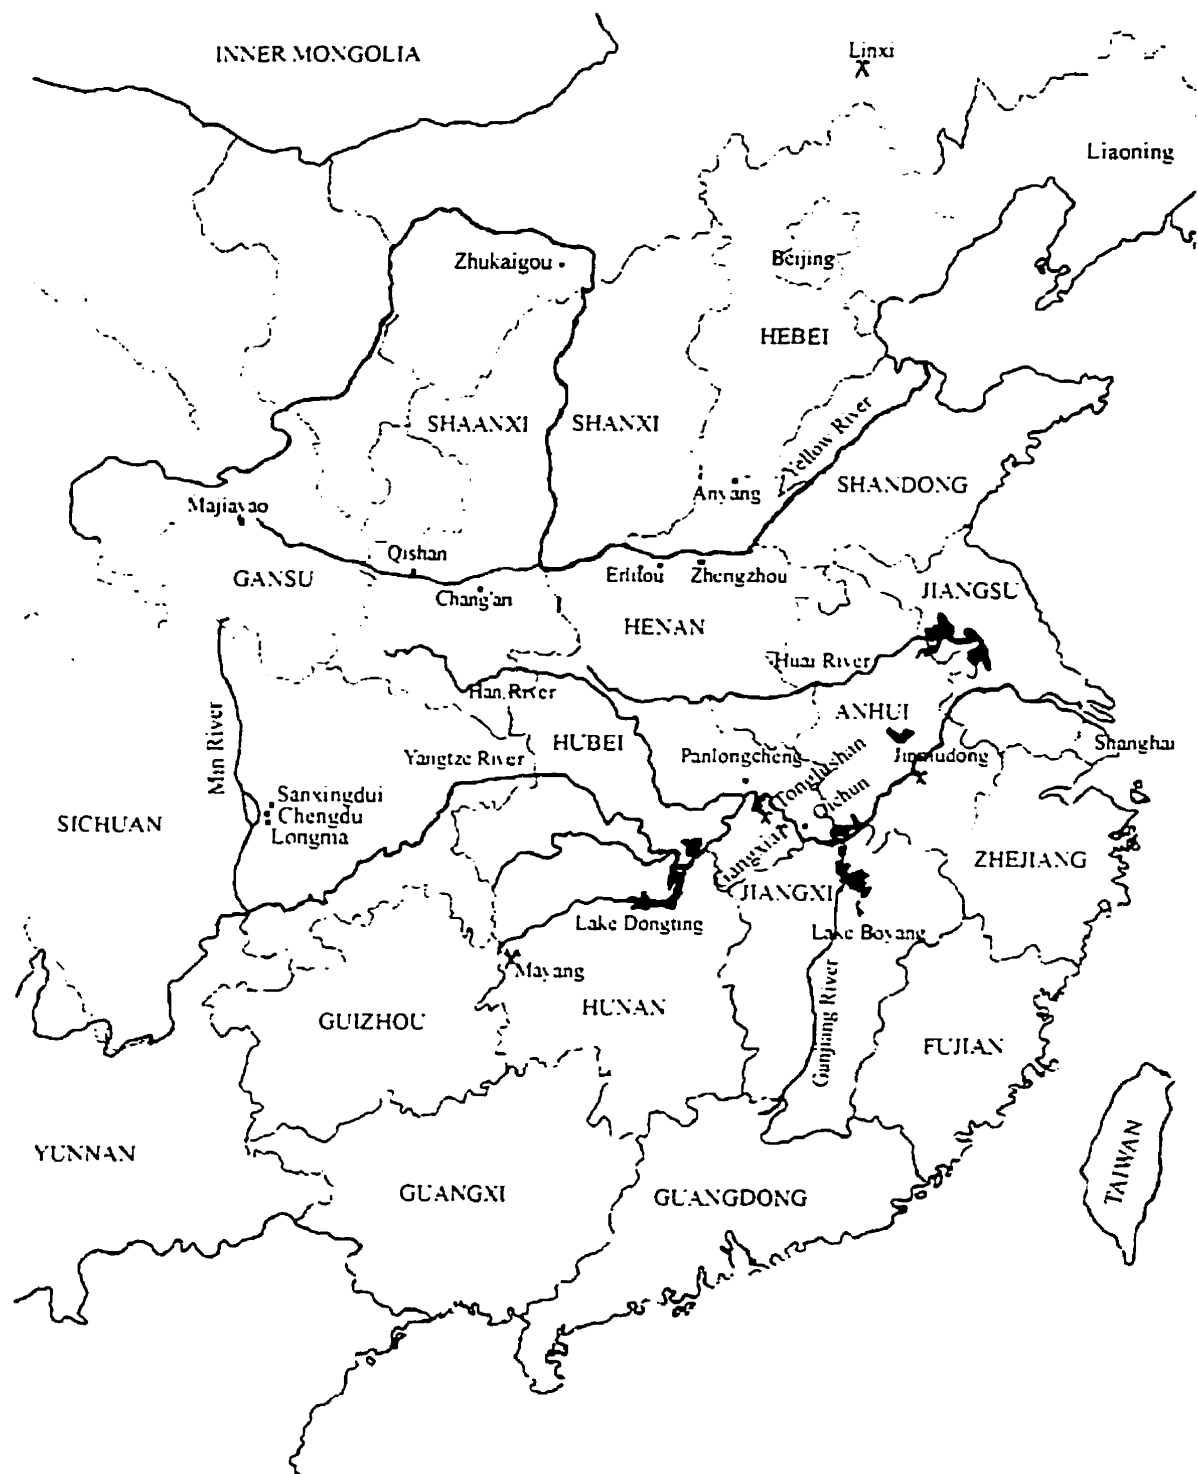 Linxi
INNER MONGOLIA
Liaoning
Zhukaigou
Beijing
HEBEI
SHAANXI
SHANXI
Yellow River
Anyang
SHANDONG
Majiayao
Qishan
GANSU
Erlitou
Zhengzhou
Chang'an
JIANGSU
HENAN
Huai River
Han River
Min River
ANHUI
HUBEI
Yangtze River
Panlongcheng
Tonglushan
Shanghai
Sanxingdui
Chengdu
Longma
Qichun
SICHUAN
ZHEJIANG
JIANGXI
Lake Dongting
Lake Boyang
Mayang
HUNAN
GUIZHOU
Ganjiang River
FUJIAN
YUNNAN
TAIWAN
GUANGXI
GUANGDONG